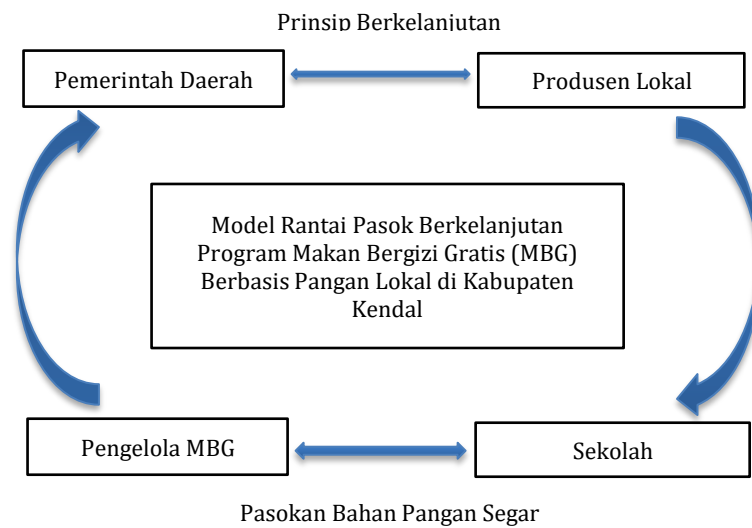 Prinsip Berkelanjutan
Pemerintah Daerah
Produsen Lokal
Model Rantai Pasok Berkelanjutan
Program Makan Bergizi Gratis (MBG)
Berbasis Pangan Lokal di Kabupaten
Kendal
Pengelola MBG
Sekolah
Pasokan Bahan Pangan Segar